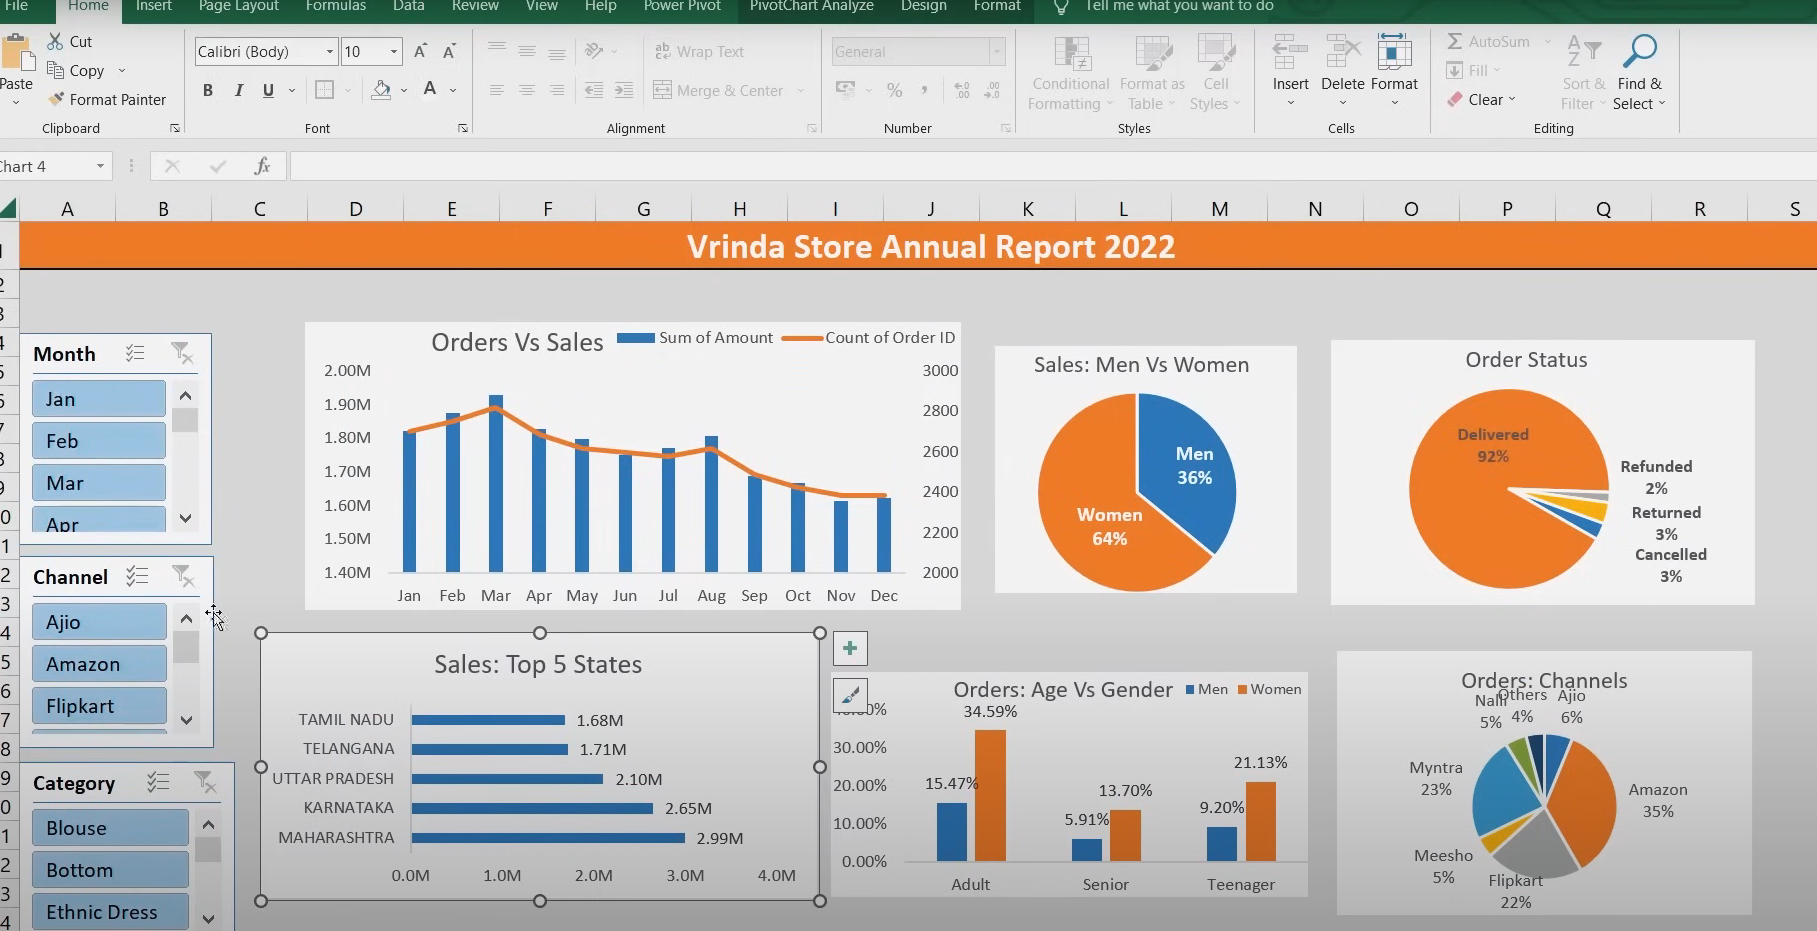 File Home Insert Page Layout Formulas Data Review View Help Power Pivot PivotChart Analyze Design Format Tell me what you want to do
Paste
Cut
Copy
Format Painter
Clipboard
Calibri (Body) 10
B I U
Font
Wrap Text
Merge & Center
Alignment
General
%
Number
Conditional Formatting
Format as Table
Cell Styles
Styles
Insert Delete Format
Cells
AutoSum
Fill
Clear
Sort & Filter
Find & Select
Editing
Chart 4
fx
A B C D E F G H I J K L M N O P Q R S
Vrinda Store Annual Report 2022
Month
Jan
Feb
Mar
Apr
Channel
Ajio
Amazon
Flipkart
Category
Blouse
Bottom
Ethnic Dress
Orders Vs Sales
Sum of Amount Count of Order ID
2.00M
1.90M
1.80M
1.70M
1.60M
1.50M
1.40M
3000
2800
2600
2400
2200
2000
Jan Feb Mar Apr May Jun Jul Aug Sep Oct Nov Dec
Sales: Men Vs Women
Men
36%
Women
64%
Order Status
Delivered
92%
Refunded
2%
Returned
3%
Cancelled
3%
Sales: Top 5 States
TAMIL NADU 1.68M
TELANGANA 1.71M
UTTAR PRADESH 2.10M
KARNATAKA 2.65M
MAHARASHTRA 2.99M
0.0M 1.0M 2.0M 3.0M 4.0M
Orders: Age Vs Gender
Men Women
30.00%
20.00%
10.00%
0.00%
15.47% 34.59%
5.91% 13.70%
9.20% 21.13%
Adult Senior Teenager
Orders: Channels
Nalli
5%
Others
4%
Ajio
6%
Myntra
23%
Amazon
35%
Meesho
5%
Flipkart
22%